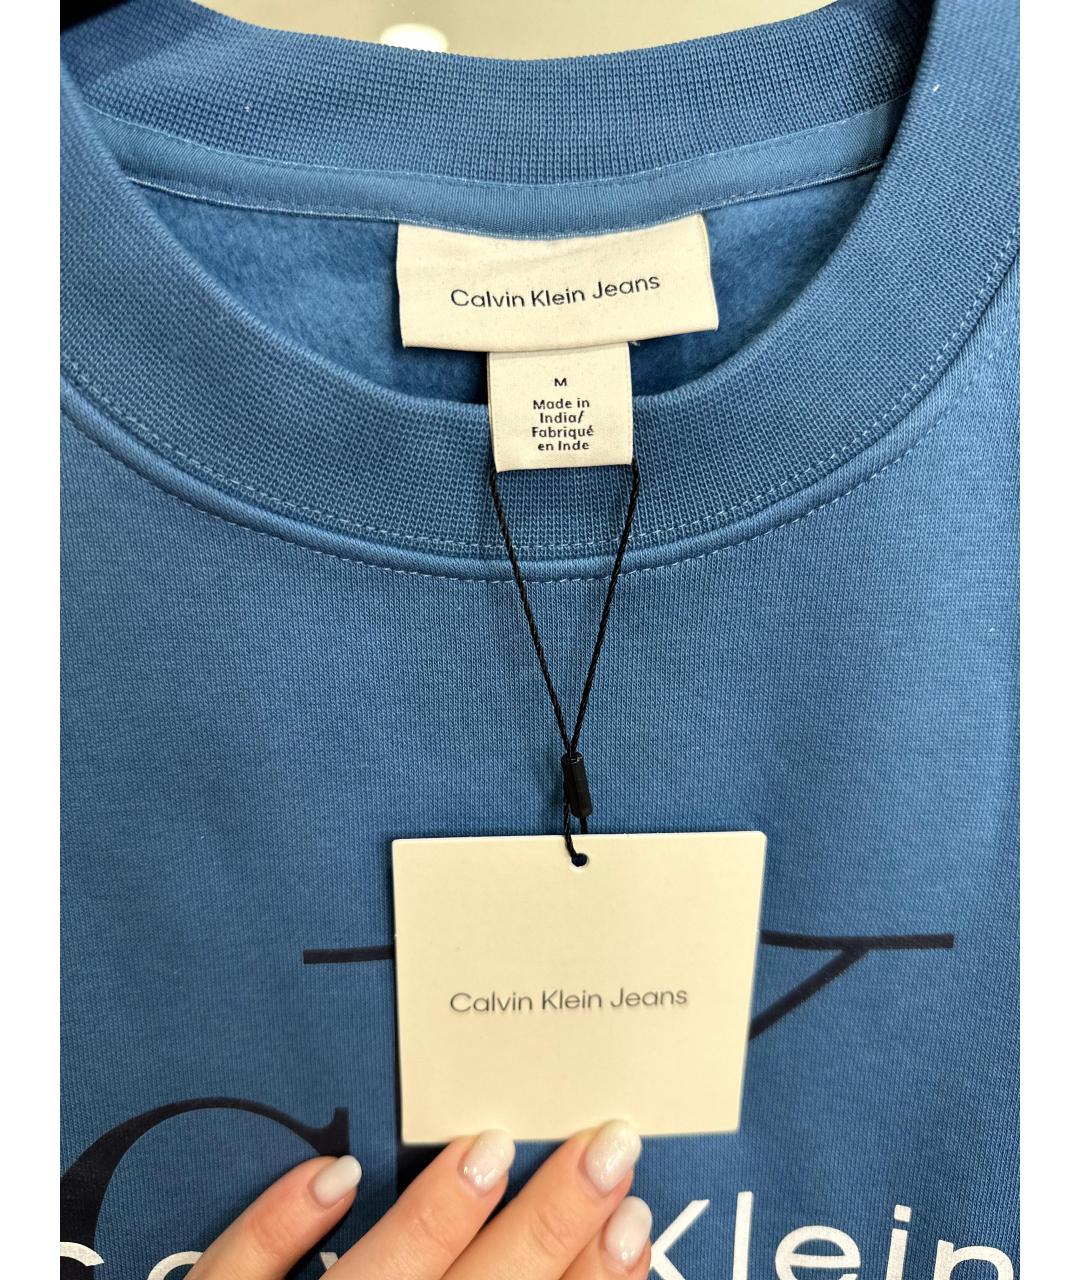 Calvin Klein Jeans
M
Made in
India/
Fabriqué
en Inde
Calvin Klein Jeans
Klein